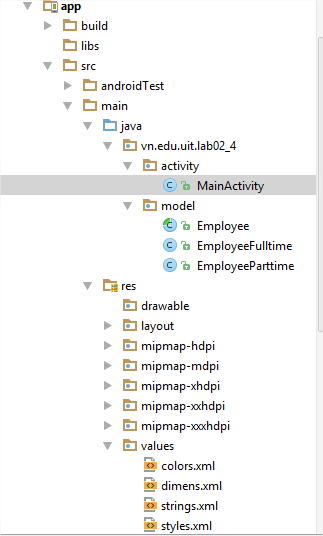 app
build
libs
src
androidTest
main
java
vn.edu.uit.lab02_4
activity
MainActivity
model
Employee
EmployeeFulltime
EmployeeParttime
res
drawable
layout
mipmap-hdpi
mipmap-mdpi
mipmap-xhdpi
mipmap-xxhdpi
mipmap-xxxhdpi
values
colors.xml
dimens.xml
strings.xml
styles.xml